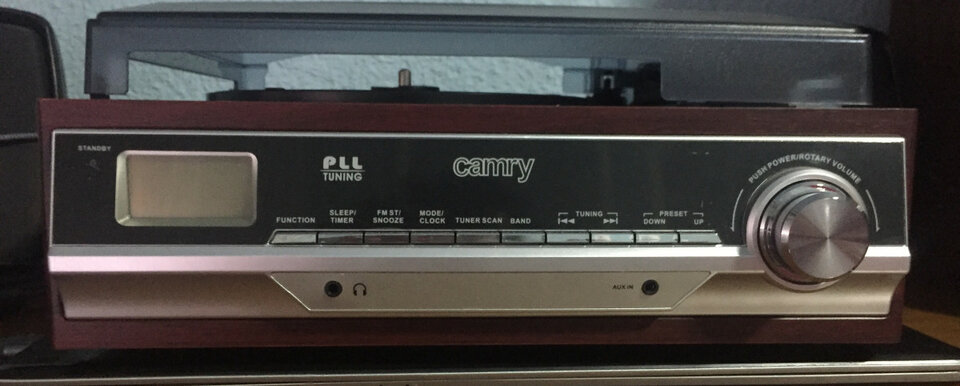 STANDBY
PLL
TUNING
camry
PUSH POWER/ROTARY VOLUME
FUNCTION
SLEEP/
TIMER
FM ST/
SNOOZE
MODE/
CLOCK
TUNER SCAN
BAND
TUNING
PRESET
DOWN
UP
AUX IN